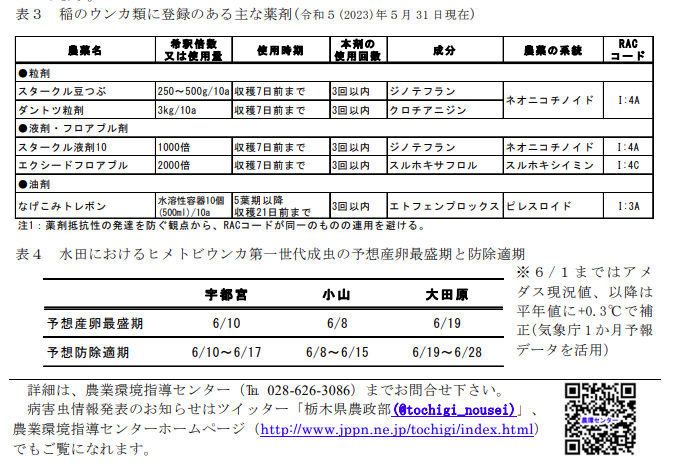 表３　稲のウンカ類に登録のある主な薬剤(令和５(2023)年５月31日現在)
農薬名　希釈倍数又は使用量　使用時期　本剤の使用回数　成分　農薬の系統　RACコード
●粒剤
スタークル豆つぶ　250～500g/10a　収穫7日前まで　3回以内　ジノテフラン　ネオニコチノイド　I:4A
ダントツ粒剤　3kg/10a　収穫7日前まで　3回以内　クロチアニジン
●液剤・フロアブル剤
スタークル液剤10　1000倍　収穫7日前まで　3回以内　ジノテフラン　ネオニコチノイド　I:4A
エクシードフロアブル　2000倍　収穫7日前まで　3回以内　スルホキサフロル　スルホキシイミン　I:4C
●油剤
なげこみトレボン　水溶性容器10個(500ml)/10a　5葉期以降収穫21日前まで　3回以内　エトフェンプロックス　ピレスロイド　I:3A
注1：薬剤抵抗性の発達を防ぐ観点から、RACコードが同一のものの連用を避ける。
表４　水田におけるヒメトビウンカ第一世代成虫の予想産卵最盛期と防除適期
宇都宮　小山　大田原
予想産卵最盛期　6/10　6/8　6/19
予想防除適期　6/10～6/17　6/8～6/15　6/19～6/28
※６/１まではアメ
ダス現況値、以降は
平年値に+0.3℃で補
正(気象庁１か月予報
データを活用)
詳細は、農業環境指導センター（℡ 028-626-3086）までお問合せ下さい。
病害虫情報発表のお知らせはツイッター「栃木県農政部(@tochigi_nousei)」、
農業環境指導センターホームページ（http://www.jppn.ne.jp/tochigi/index.html）
でもご覧になれます。
農環センター